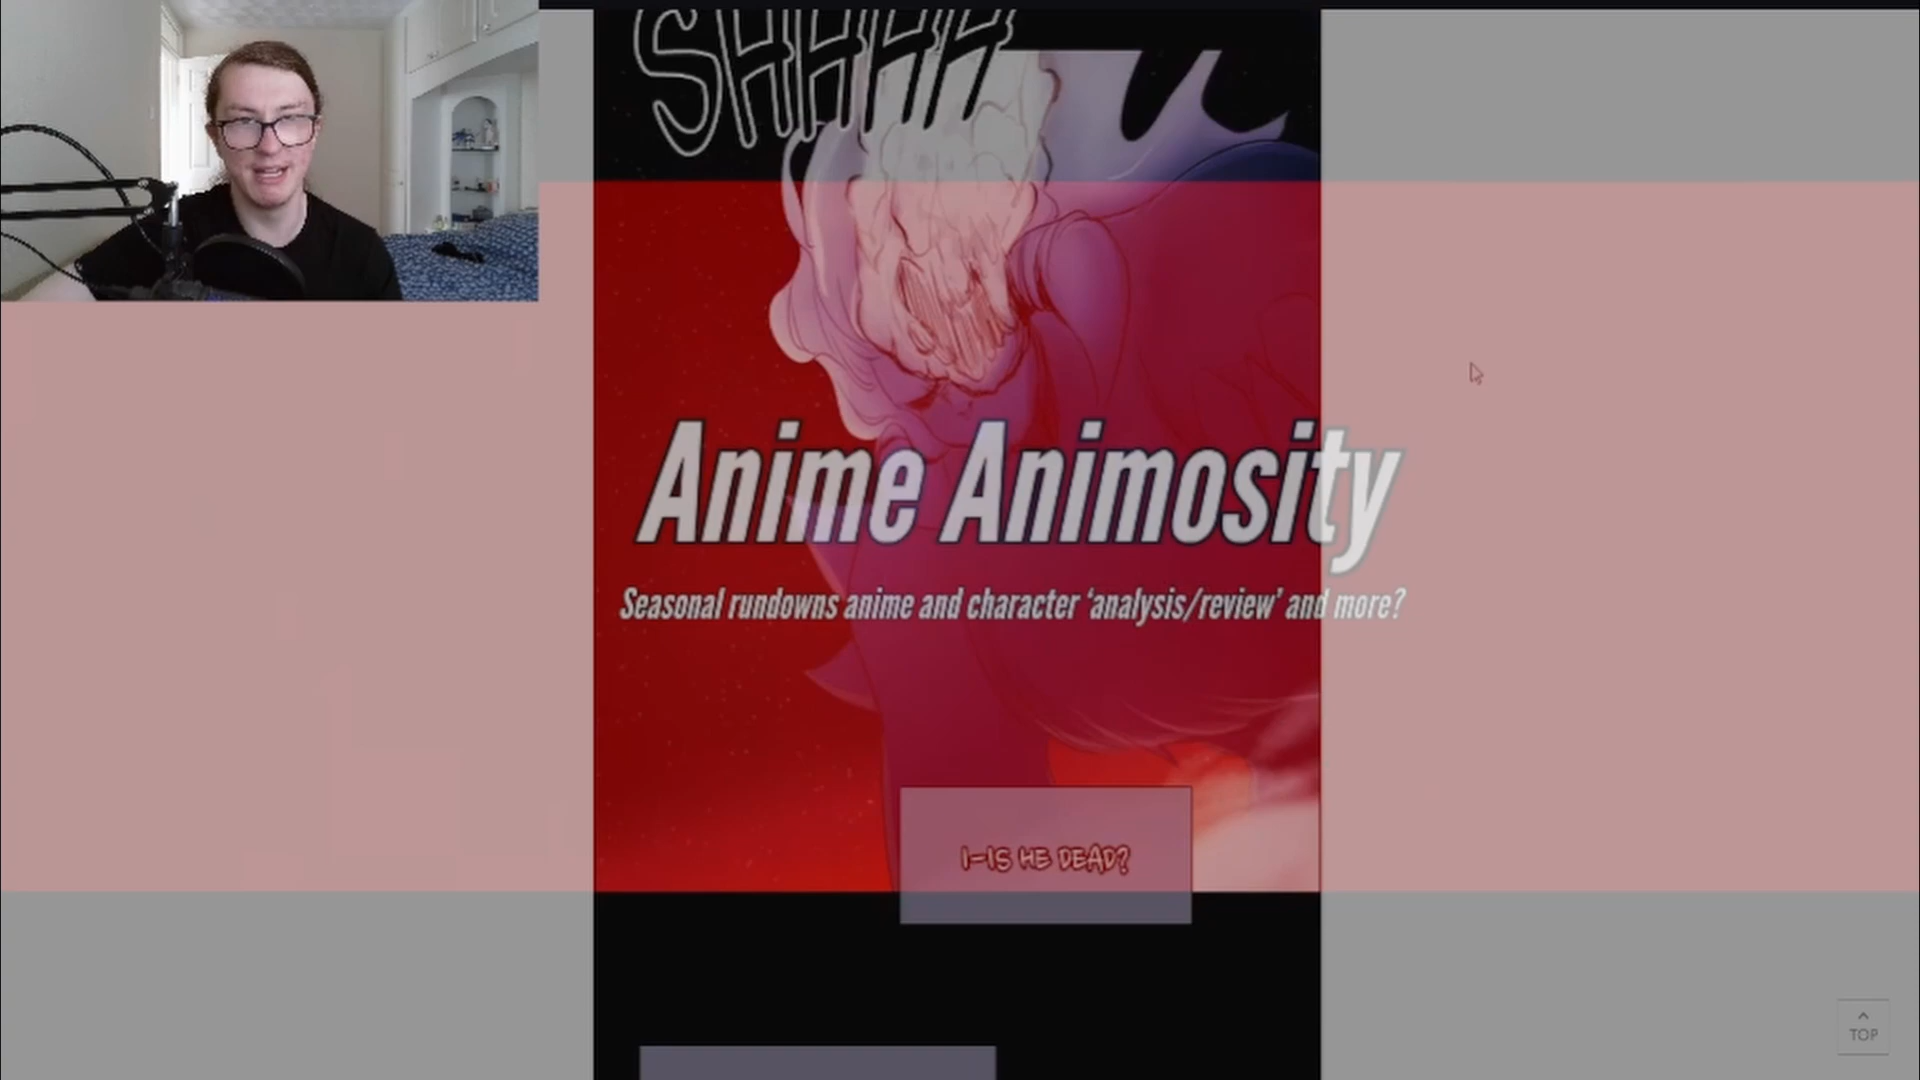 SHHHH
Anime Animosity
Seasonal rundowns anime and character ‘analysis/review’ and more?
I-IS HE DEAD?
TOP